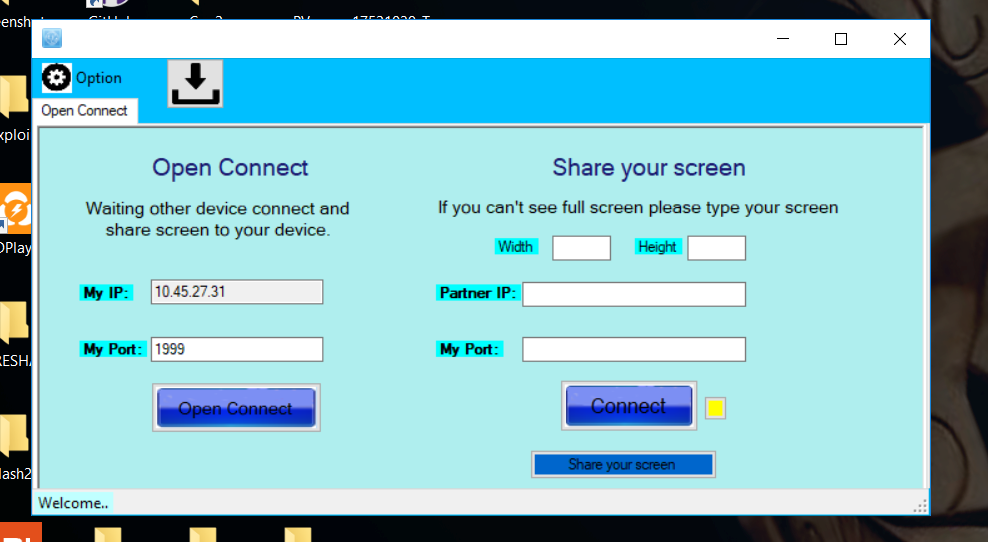 Option
Open Connect
Open Connect
Waiting other device connect and
share screen to your device.
My IP:
10.45.27.31
My Port:
1999
Open Connect
Share your screen
If you can't see full screen please type your screen
Width
Height
Partner IP:
My Port:
Connect
Share your screen
Welcome..